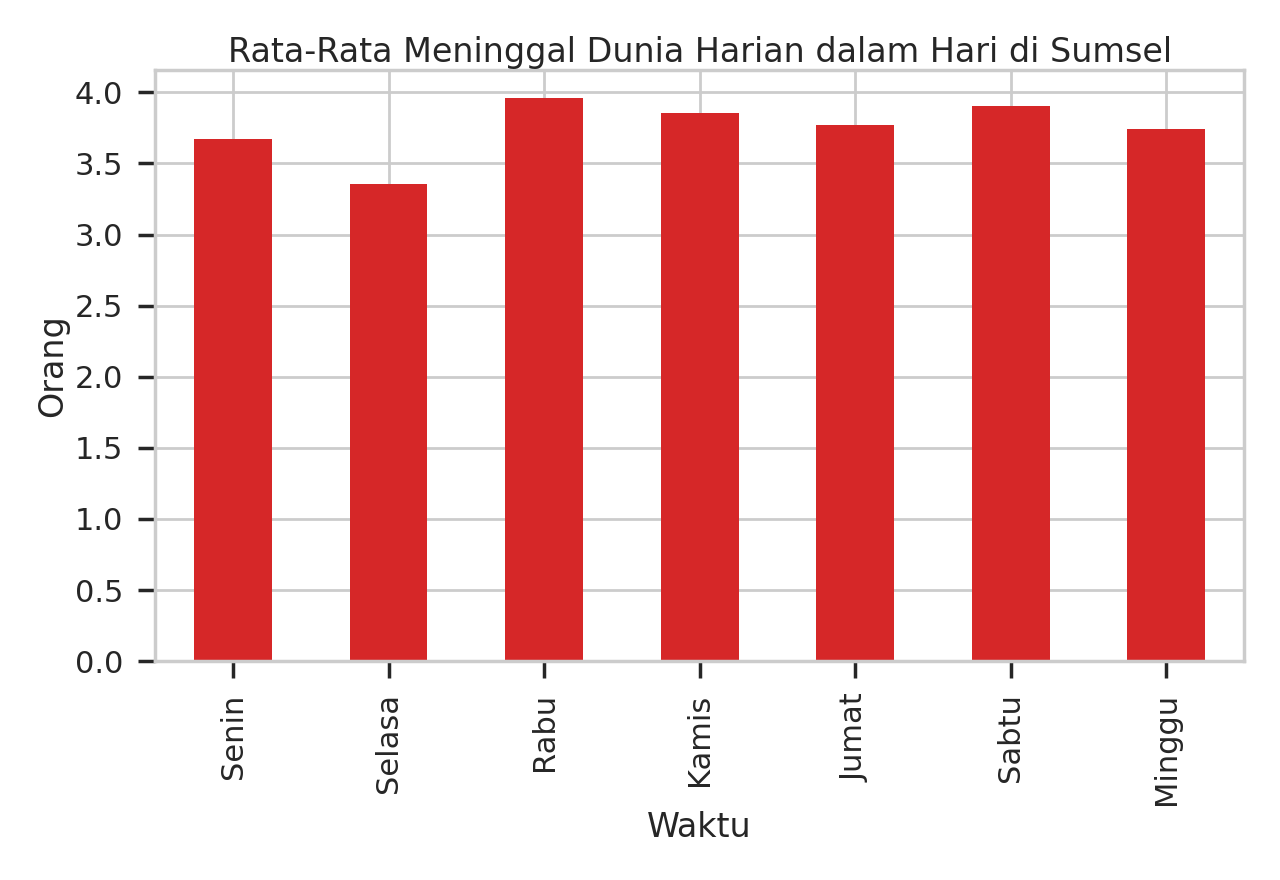 Rata-Rata Meninggal Dunia Harian dalam Hari di Sumsel
4.0
3.5
3.0
2.5
2.0
1.5
1.0
0.5
0.0
Orang
Senin
Selasa
Rabu
Kamis
Jumat
Sabtu
Minggu
Waktu